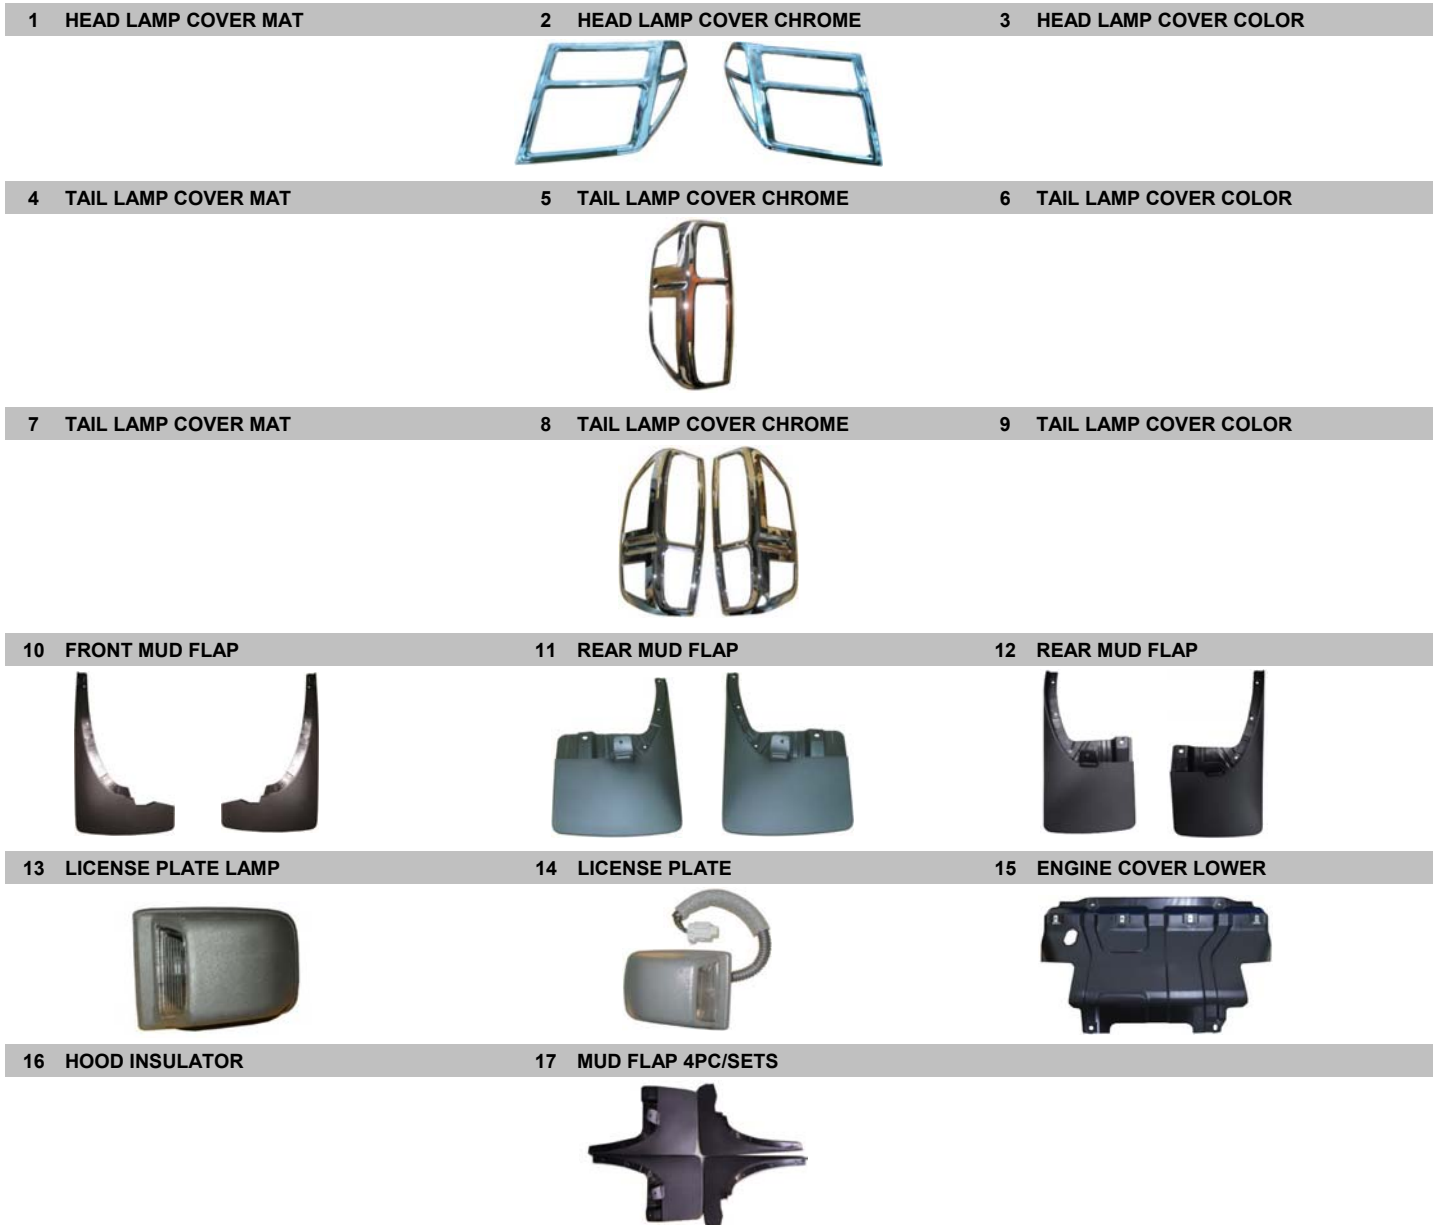 1 HEAD LAMP COVER MAT 2 HEAD LAMP COVER CHROME 3 HEAD LAMP COVER COLOR
4 TAIL LAMP COVER MAT 5 TAIL LAMP COVER CHROME 6 TAIL LAMP COVER COLOR
7 TAIL LAMP COVER MAT 8 TAIL LAMP COVER CHROME 9 TAIL LAMP COVER COLOR
10 FRONT MUD FLAP 11 REAR MUD FLAP 12 REAR MUD FLAP
13 LICENSE PLATE LAMP 14 LICENSE PLATE 15 ENGINE COVER LOWER
16 HOOD INSULATOR 17 MUD FLAP 4PC/SETS